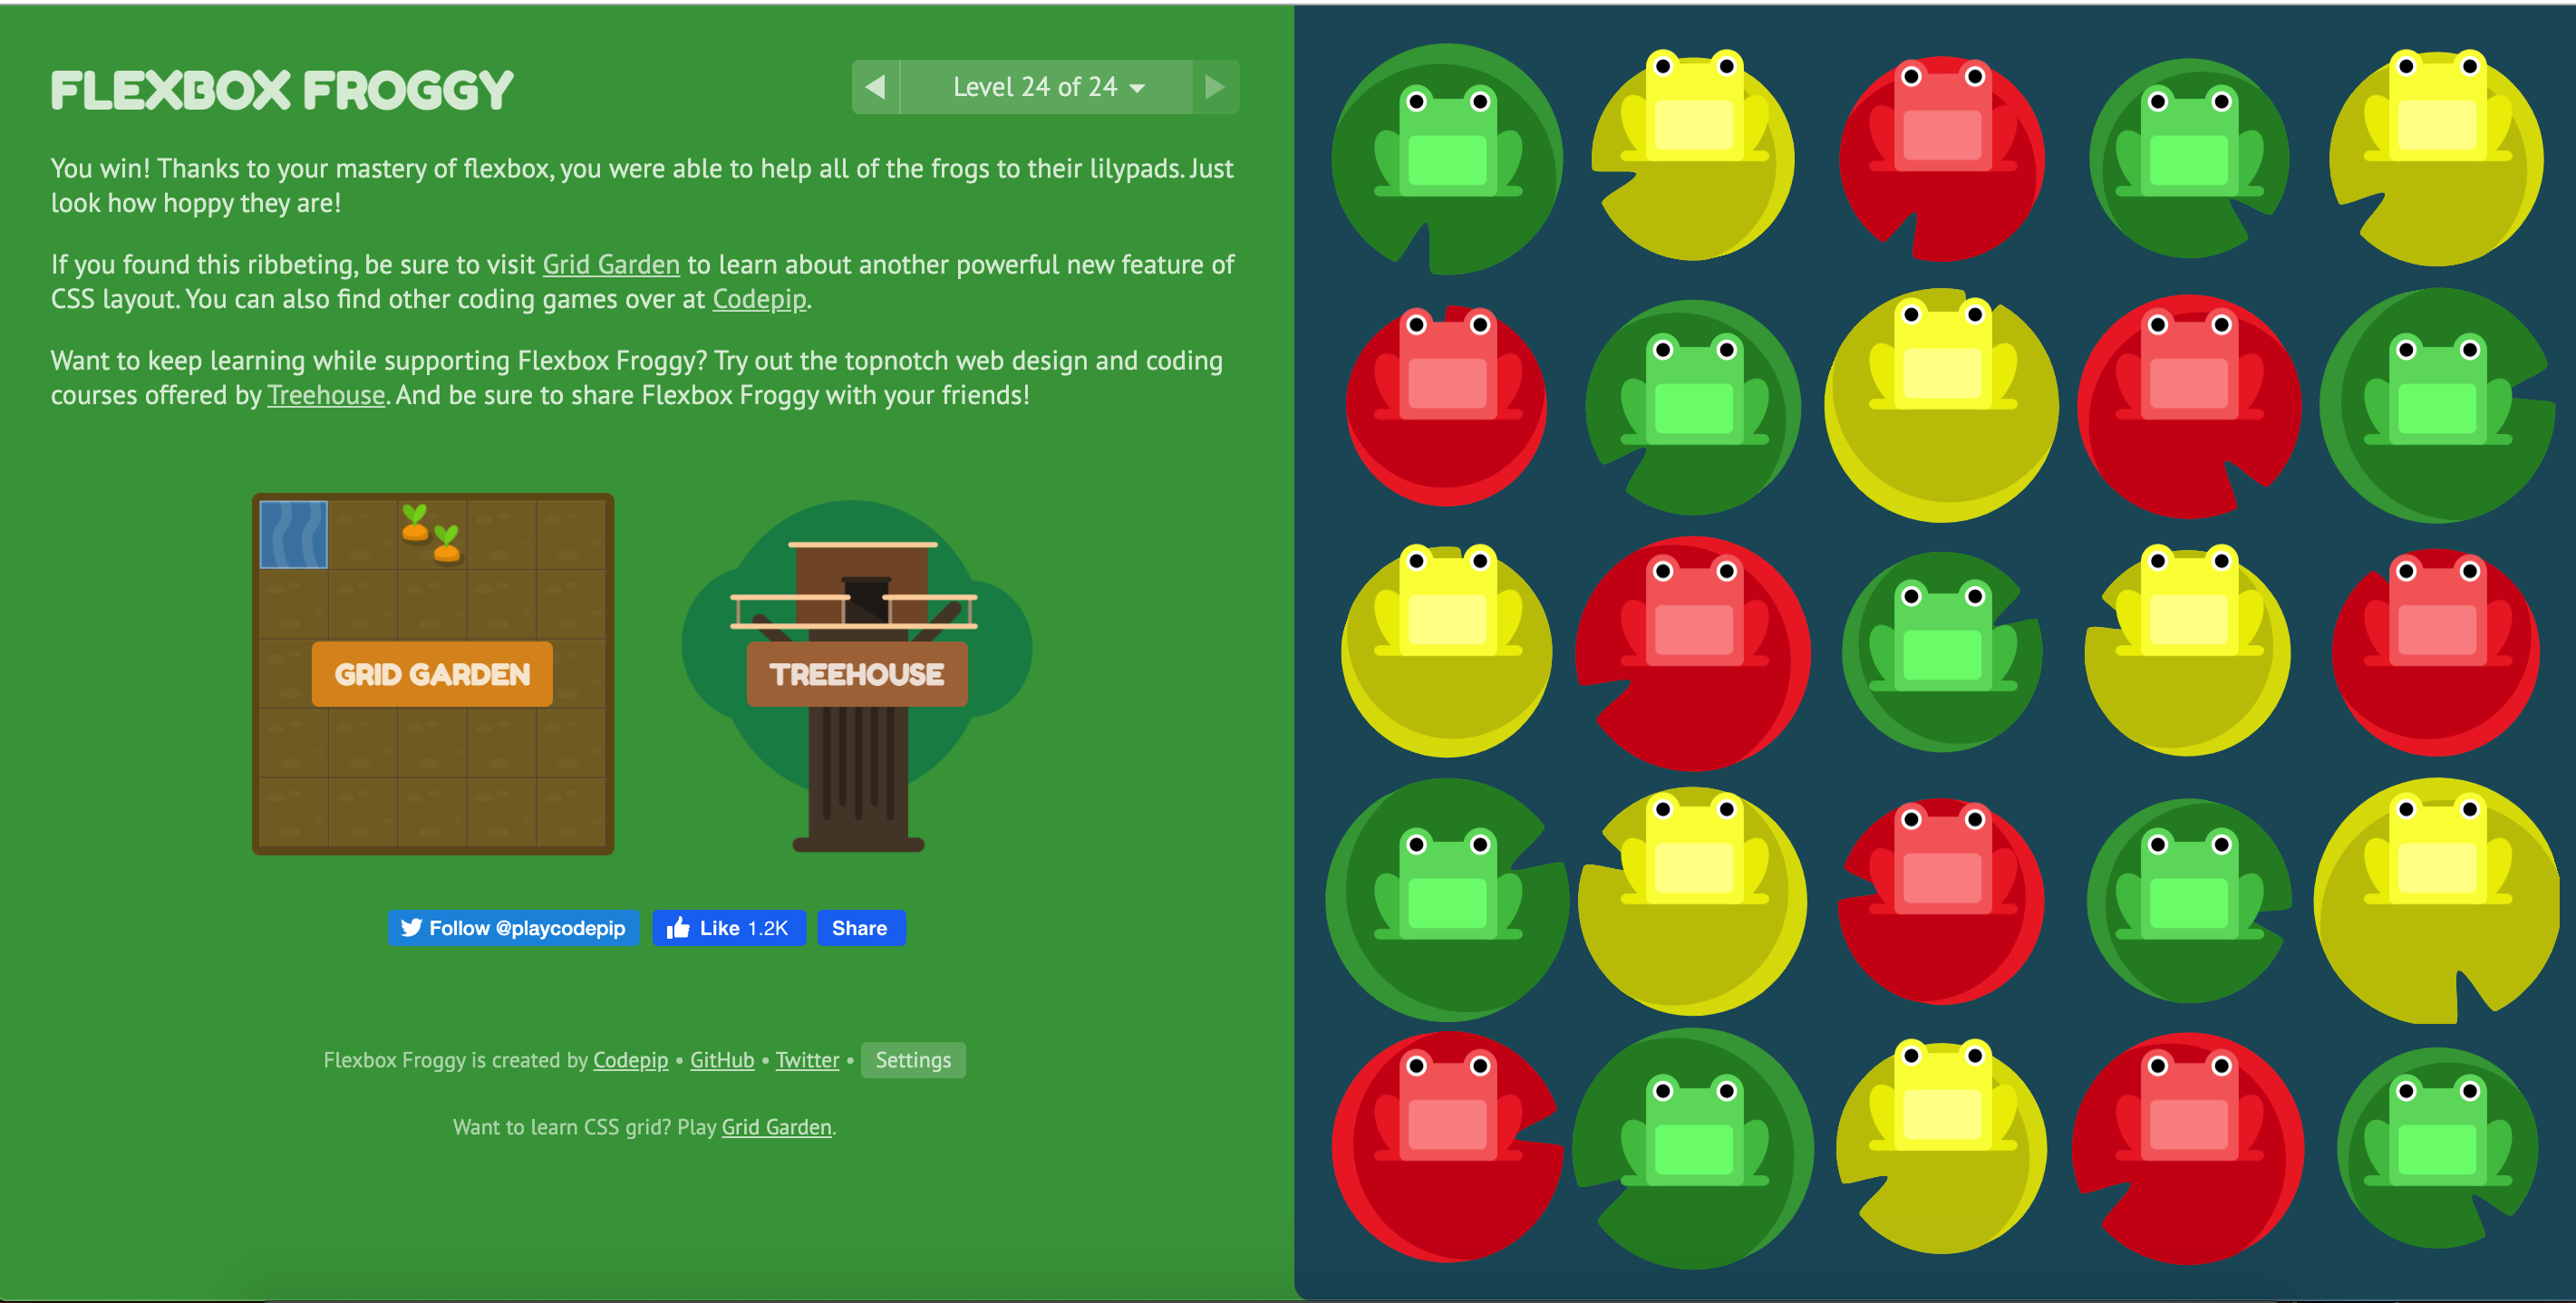 FLEXBOX FROGGY
Level 24 of 24
You win! Thanks to your mastery of flexbox, you were able to help all of the frogs to their lilypads. Just
look how hoppy they are!
If you found this ribbeting, be sure to visit Grid Garden to learn about another powerful new feature of
CSS layout. You can also find other coding games over at Codepip.
Want to keep learning while supporting Flexbox Froggy? Try out the topnotch web design and coding
courses offered by Treehouse. And be sure to share Flexbox Froggy with your friends!
GRID GARDEN
TREEHOUSE
Follow @playcodepip
Like 1.2K
Share
Flexbox Froggy is created by Codepip • GitHub • Twitter • Settings
Want to learn CSS grid? Play Grid Garden.